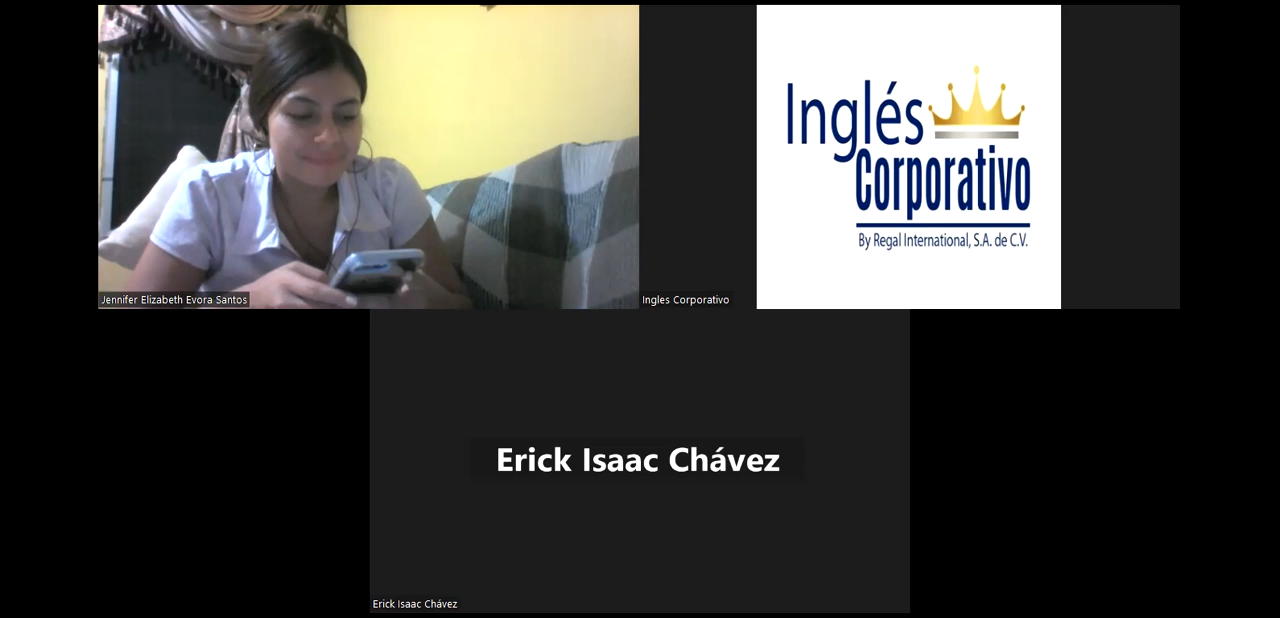 Jennifer Elizabeth Evora Santos
Inglés
Corporativo
By Regal International, S.A. de C.V.
Ingles Corporativo
Erick Isaac Chávez
Erick Isaac Chávez